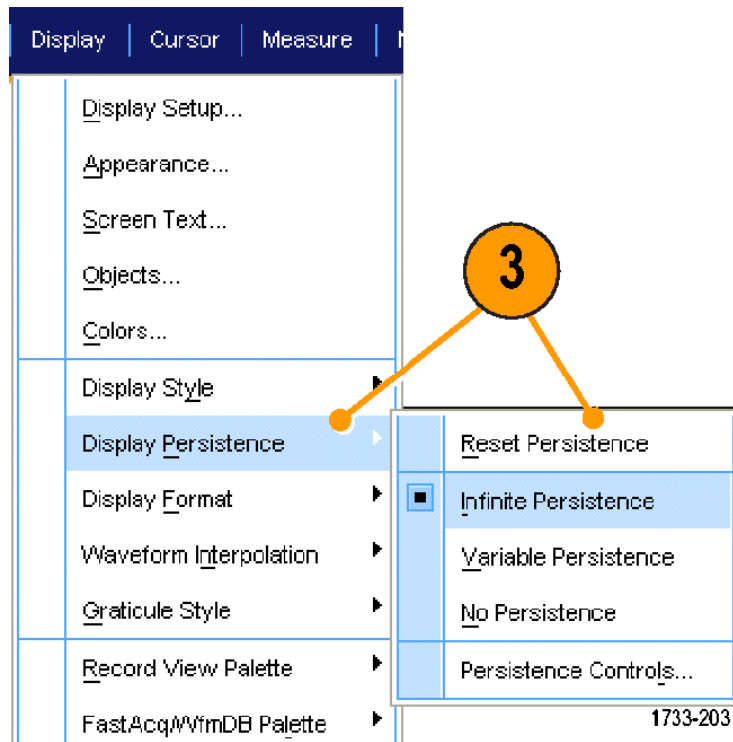 Display Cursor Measure
Display Setup...
Appearance...
Screen Text...
Objects...
Colors...
3
Display Style
Display Persistence
Display Format
Waveform Interpolation
Graticule Style
Record View Palette
FastAcq/WfmDB Palette
Reset Persistence
Infinite Persistence
Variable Persistence
No Persistence
Persistence Controls...
1733-203